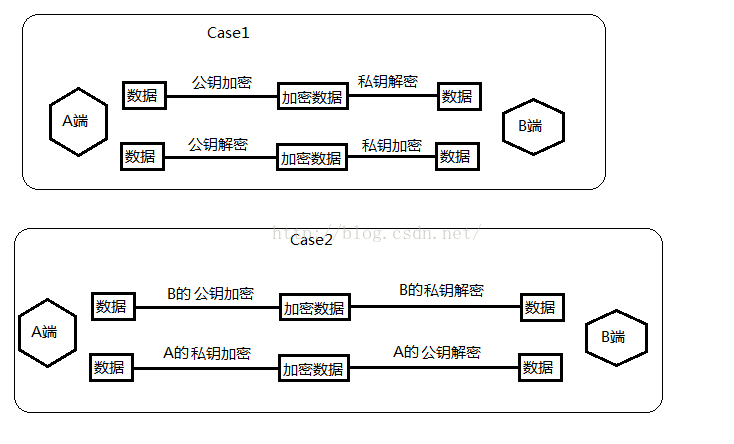 Case1
公钥加密 私钥解密
数据 加密数据 数据
A端 B端
公钥解密 私钥加密
数据 加密数据 数据
http://blog.csdn.net/
Case2
B的公钥加密 B的私钥解密
数据 加密数据 数据
A端 B端
A的私钥加密 A的公钥解密
数据 加密数据 数据